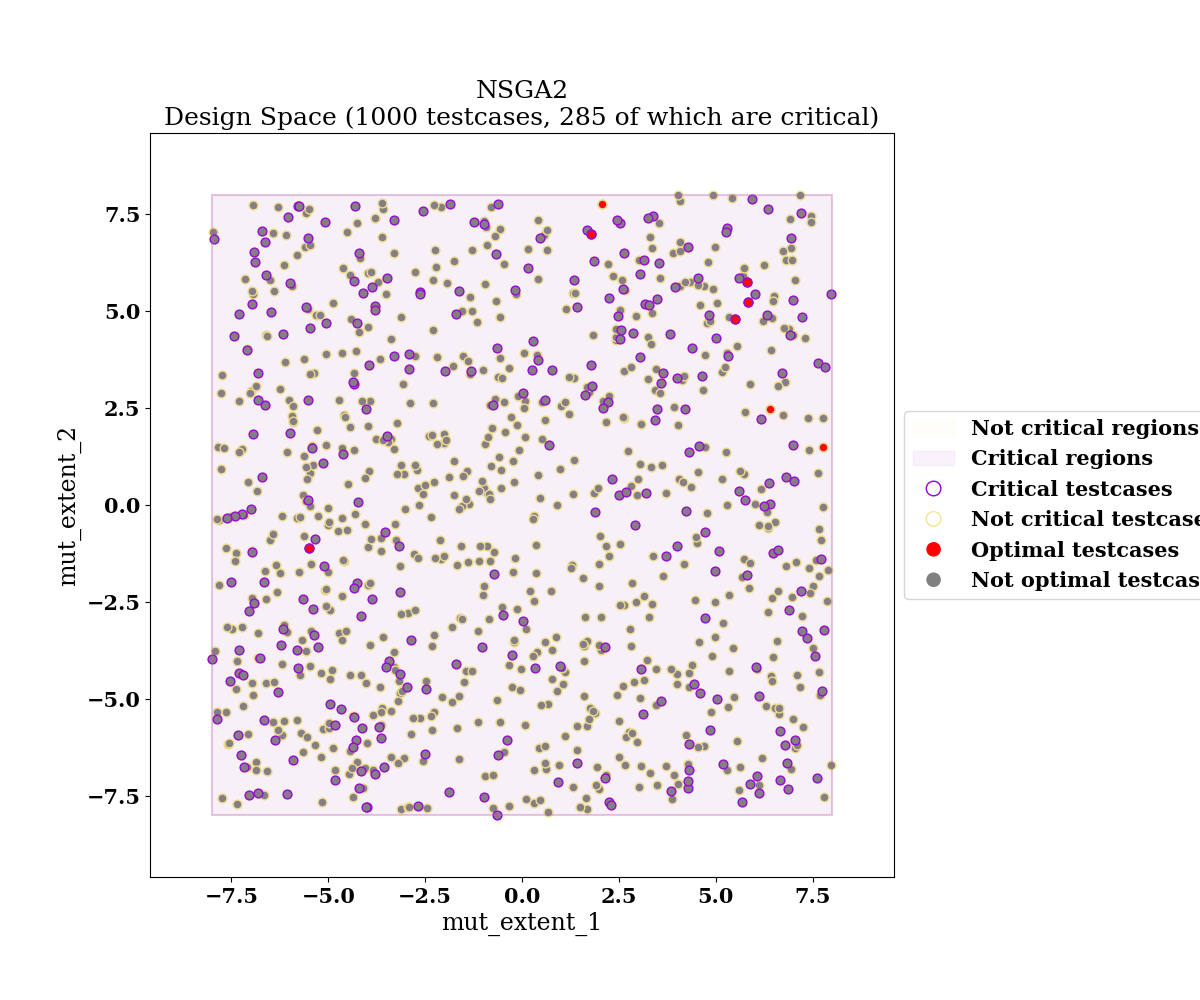 NSGA2
Design Space (1000 testcases, 285 of which are critical)
7.5
5.0
2.5
0.0
−2.5
−5.0
−7.5
mut_extent_2
−7.5 −5.0 −2.5 0.0 2.5 5.0 7.5
mut_extent_1
Not critical regions
Critical regions
Critical testcases
Not critical testcase
Optimal testcases
Not optimal testcas